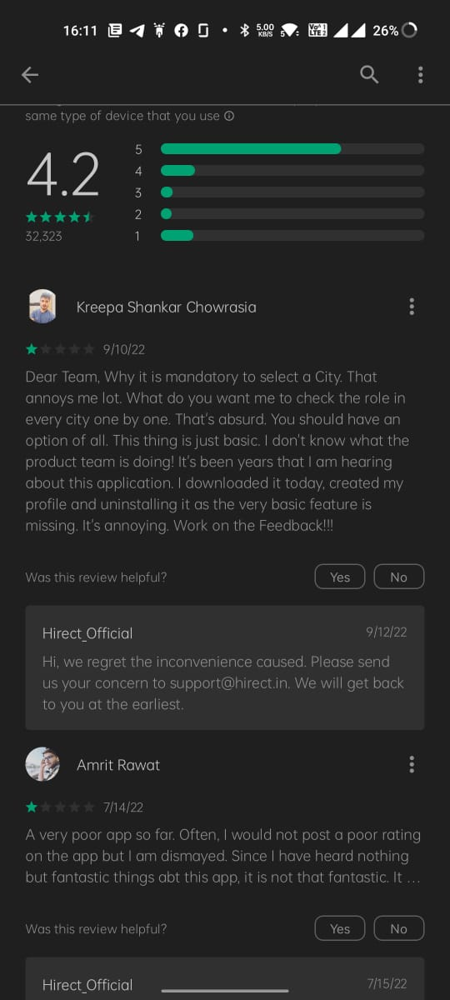 16:11
5.00
KB/S
5
Vo 1
LTE 2
26%
same type of device that you use
4.2
32,323
5
4
3
2
1
Kreepa Shankar Chowrasia
9/10/22
Dear Team, Why it is mandatory to select a City. That
annoys me lot. What do you want me to check the role in
every city one by one. That's absurd. You should have an
option of all. This thing is just basic. I don't know what the
product team is doing! It's been years that I am hearing
about this application. I downloaded it today, created my
profile and uninstalling it as the very basic feature is
missing. It's annoying. Work on the Feedback!!!
Was this review helpful? Yes No
Hirect_Official 9/12/22
Hi, we regret the inconvenience caused. Please send
us your concern to support@hirect.in. We will get back
to you at the earliest.
Amrit Rawat
7/14/22
A very poor app so far. Often, I would not post a poor rating
on the app but I am dismayed. Since I have heard nothing
but fantastic things abt this app, it is not that fantastic. It ...
Was this review helpful? Yes No
Hirect_Official 7/15/22